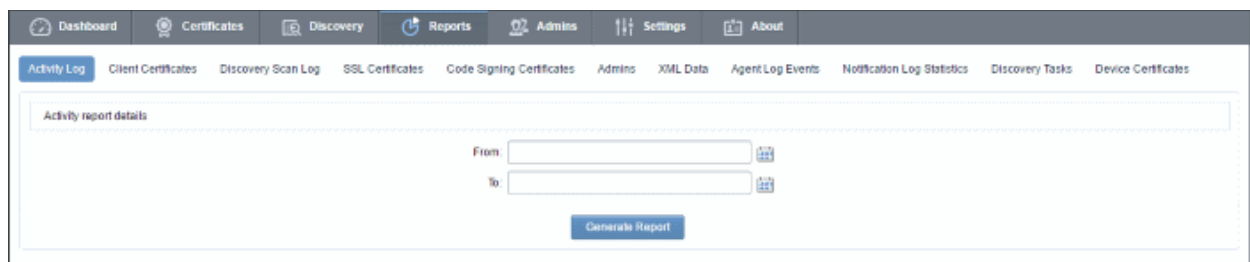 Dashboard Certificates Discovery Reports Admins Settings About
Activity Log Client Certificates Discovery Scan Log SSL Certificates Code Signing Certificates Admins XML Data Agent Log Events Notification Log Statistics Discovery Tasks Device Certificates
Activity report details
From:
To:
Generate Report